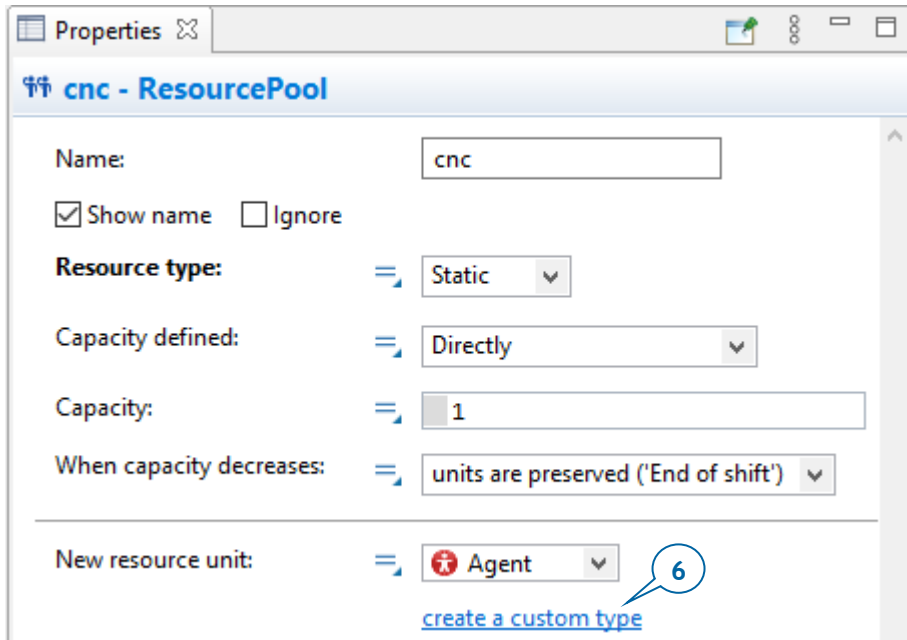 Properties
cnc - ResourcePool
Name: cnc
Show name Ignore
Resource type: Static
Capacity defined: Directly
Capacity: 1
When capacity decreases: units are preserved ('End of shift')
New resource unit: Agent
6
create a custom type